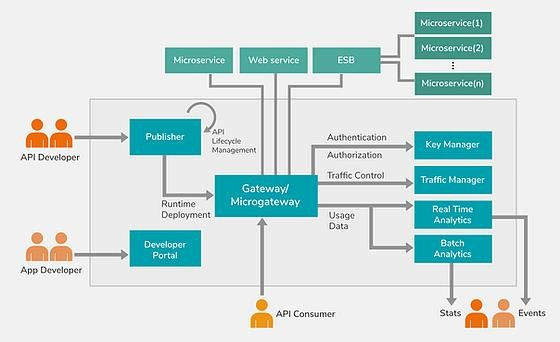 Microservice(1)
Microservice(2)
Microservice(n)
Microservice
Web service
ESB
API Developer
Publisher
API
Lifecycle
Management
Authentication
Authorization
Key Manager
Traffic Control
Traffic Manager
Runtime
Deployment
Gateway/
Microgateway
Usage
Data
Real Time
Analytics
Batch
Analytics
App Developer
Developer
Portal
API Consumer
Stats
Events